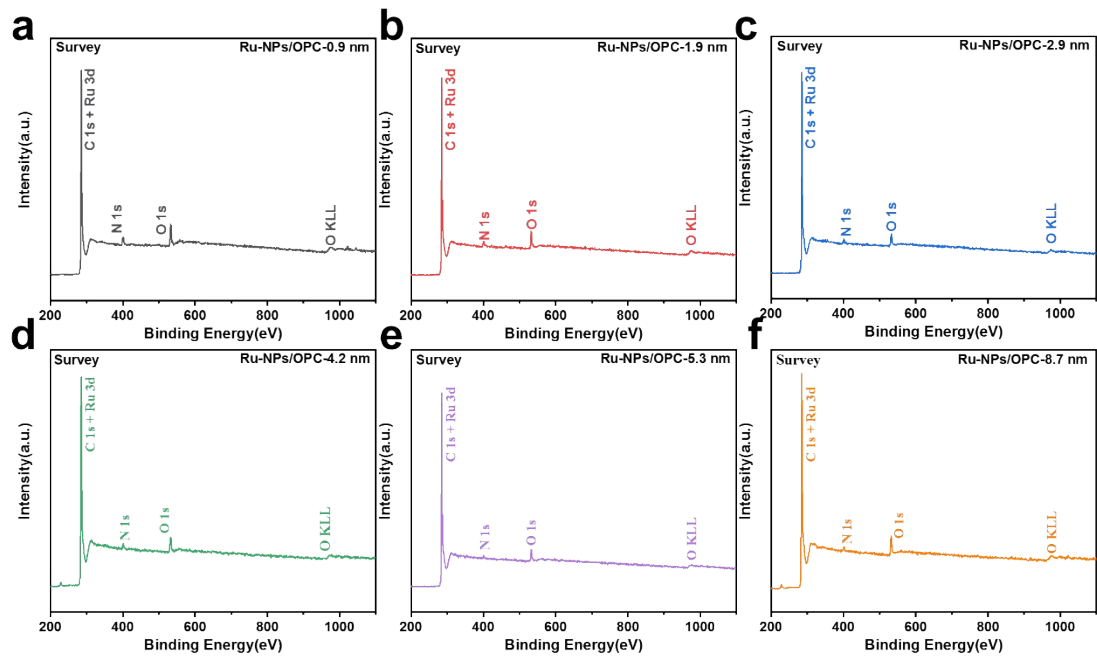 a
Survey
Ru-NPs/OPC-0.9 nm
Intensity(a.u.)
C 1s + Ru 3d
N 1s
O 1s
O KLL
200 400 600 800 1000
Binding Energy(eV)
b
Survey
Ru-NPs/OPC-1.9 nm
Intensity(a.u.)
C 1s + Ru 3d
N 1s
O 1s
O KLL
200 400 600 800 1000
Binding Energy(eV)
c
Survey
Ru-NPs/OPC-2.9 nm
Intensity(a.u.)
C 1s + Ru 3d
N 1s
O 1s
O KLL
200 400 600 800 1000
Binding Energy(eV)
d
Survey
Ru-NPs/OPC-4.2 nm
Intensity(a.u.)
C 1s + Ru 3d
N 1s
O 1s
O KLL
200 400 600 800 1000
Binding Energy(eV)
e
Survey
Ru-NPs/OPC-5.3 nm
Intensity(a.u.)
C 1s + Ru 3d
N 1s
O 1s
O KLL
200 400 600 800 1000
Binding Energy(eV)
f
Survey
Ru-NPs/OPC-8.7 nm
Intensity(a.u.)
C 1s + Ru 3d
N 1s
O 1s
O KLL
200 400 600 800 1000
Binding Energy(eV)